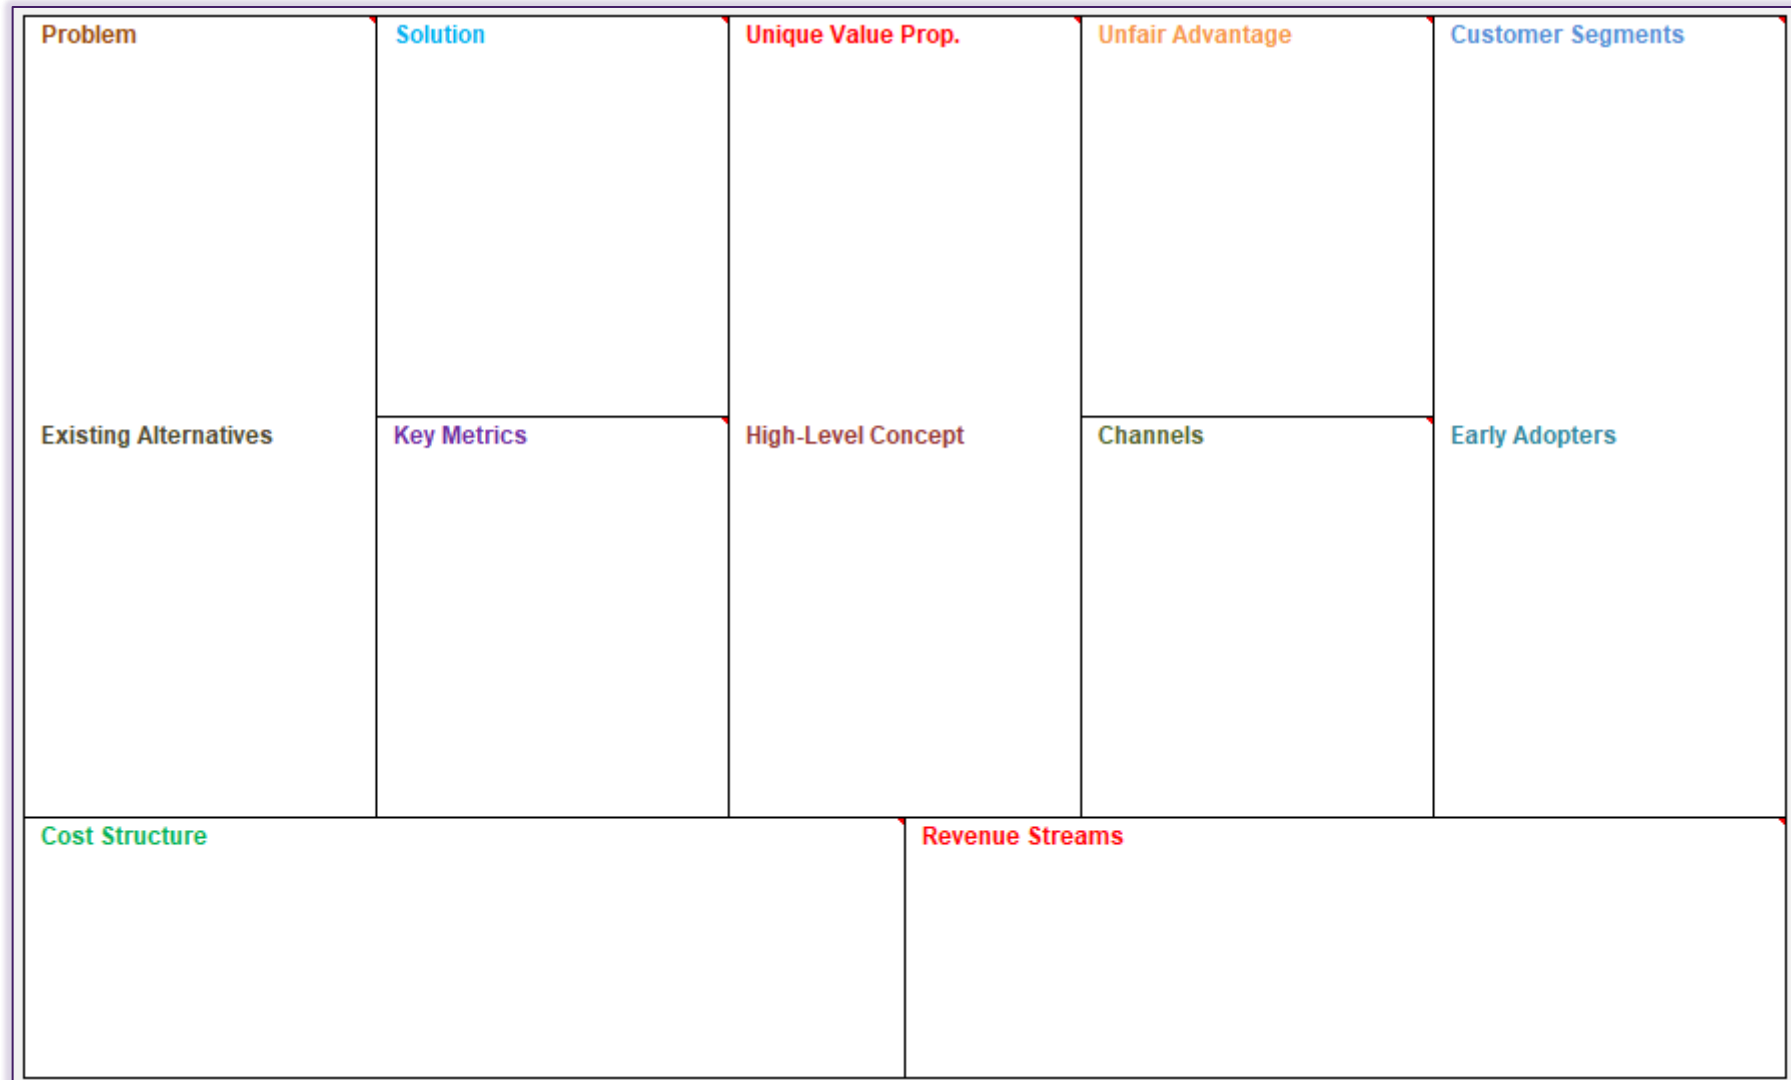 Problem
Solution
Unique Value Prop.
Unfair Advantage
Customer Segments
Existing Alternatives
Key Metrics
High-Level Concept
Channels
Early Adopters
Cost Structure
Revenue Streams